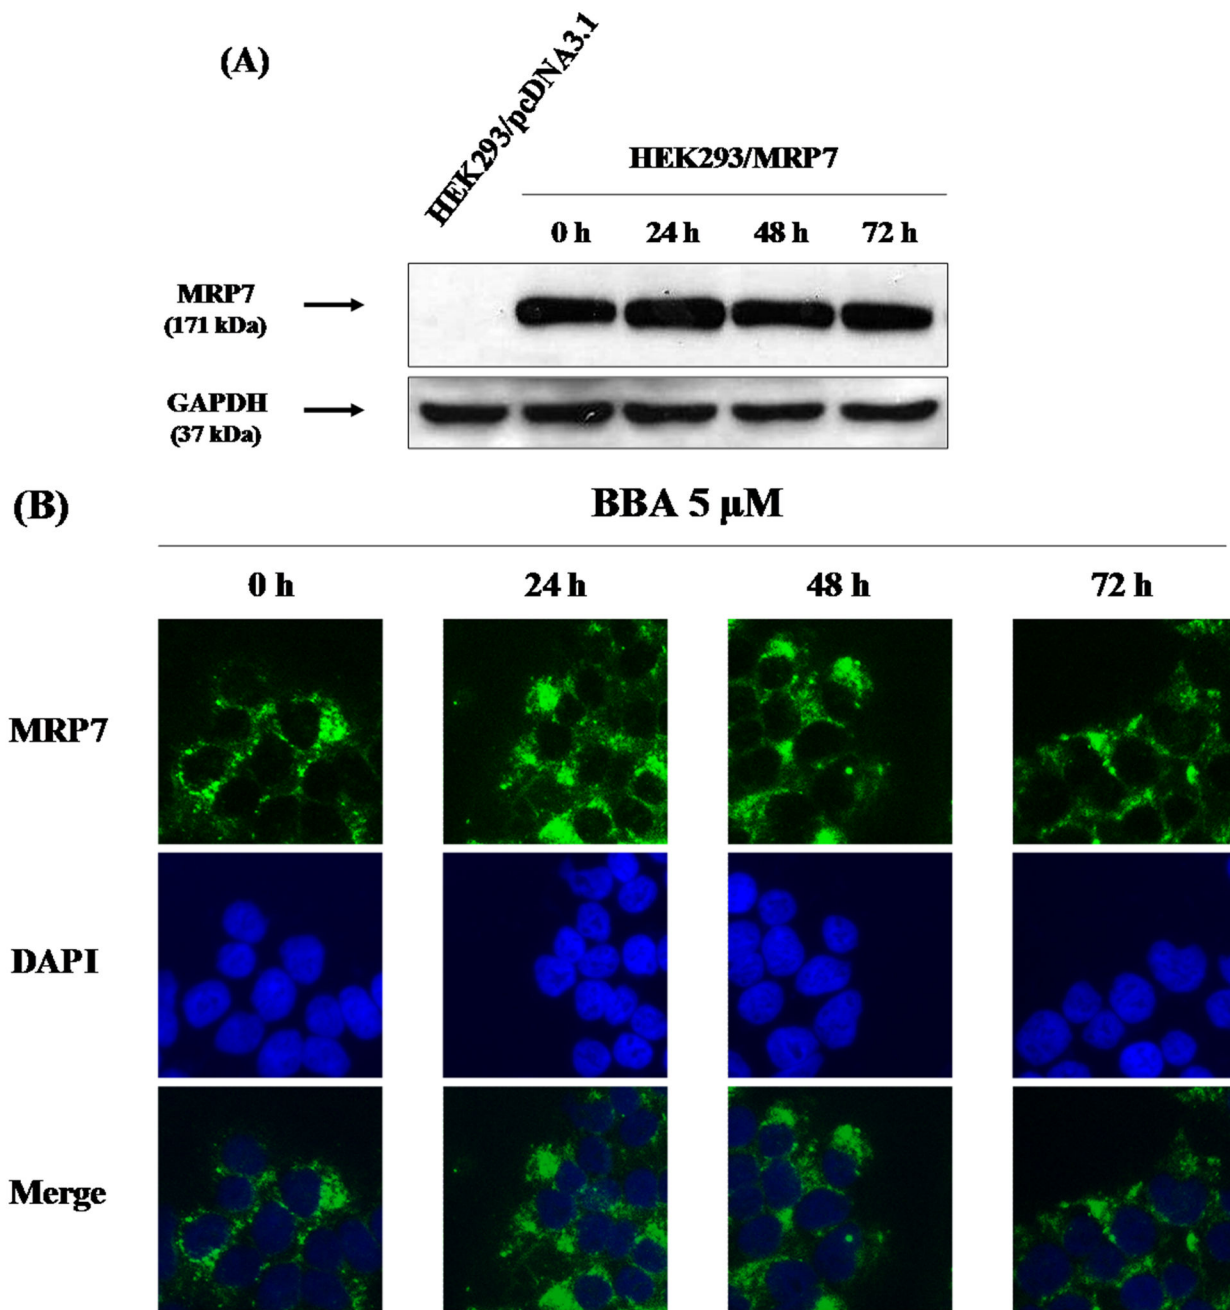 (A)
HEK293/pcDNA3.1
HEK293/MRP7
0 h 24 h 48 h 72 h
MRP7
(171 kDa)
GAPDH
(37 kDa)
(B)
BBA 5 μM
0 h 24 h 48 h 72 h
MRP7
DAPI
Merge